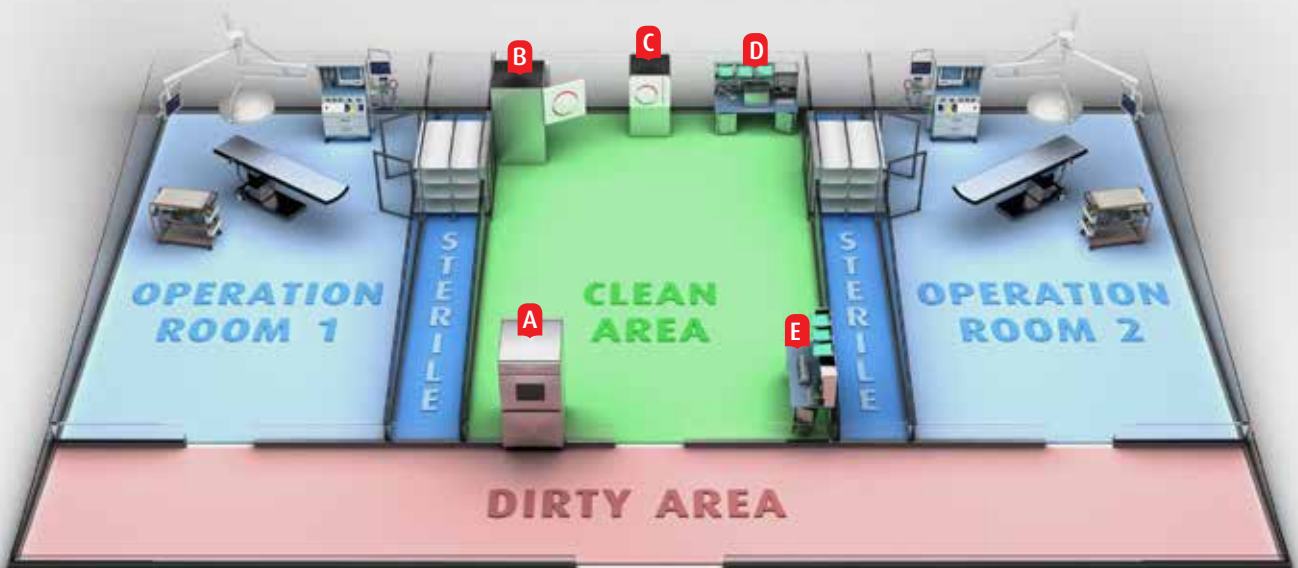 B
C
D
OPERATION
ROOM 1
STERILE
A
CLEAN
AREA
E
STERILE
OPERATION
ROOM 2
DIRTY AREA